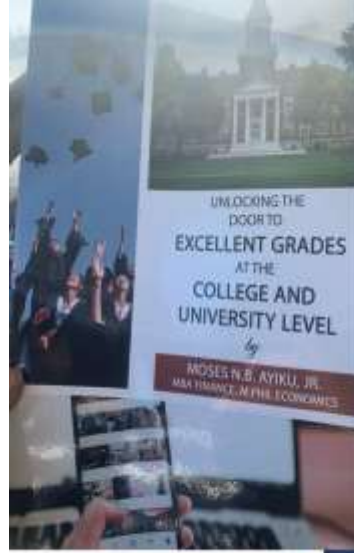 UNLOCKING THE
DOOR TO
EXCELLENT GRADES
AT THE
COLLEGE AND
UNIVERSITY LEVEL
by
MOSES N.B. AYIKU, JR.
MBA FINANCE, M PHIL ECONOMICS